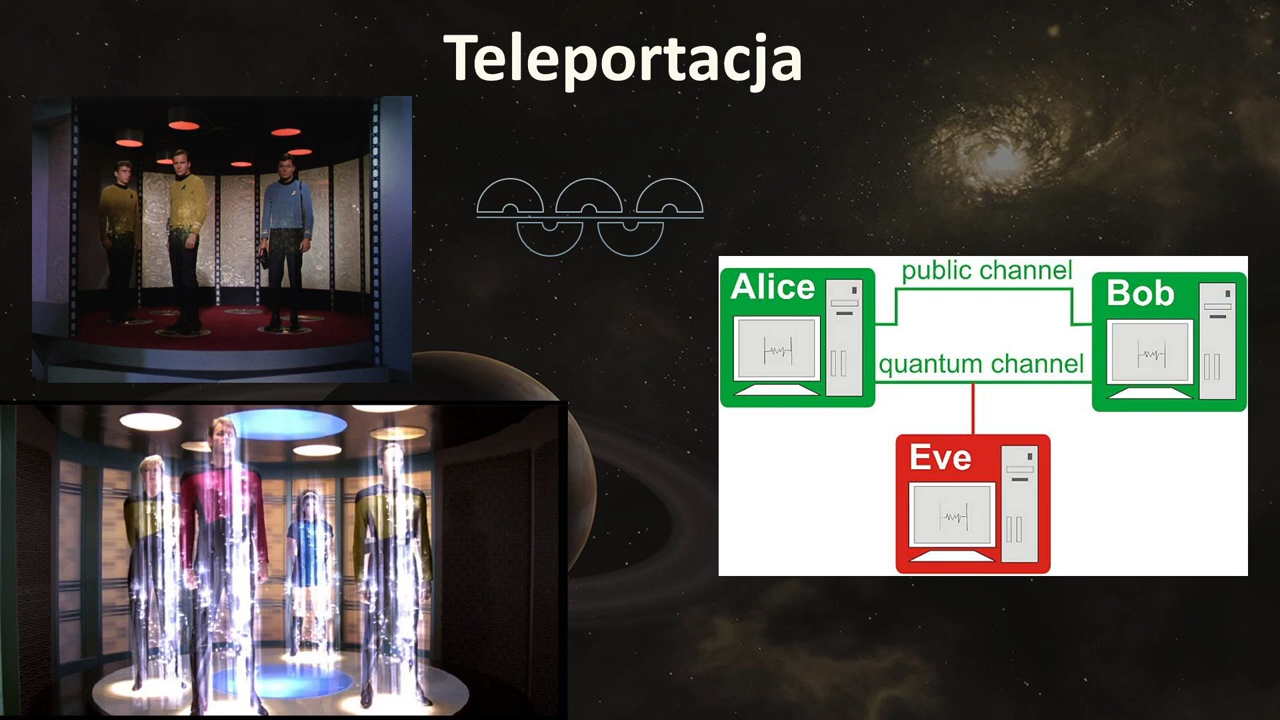 Teleportacja
public channel
Alice
Bob
quantum channel
Eve